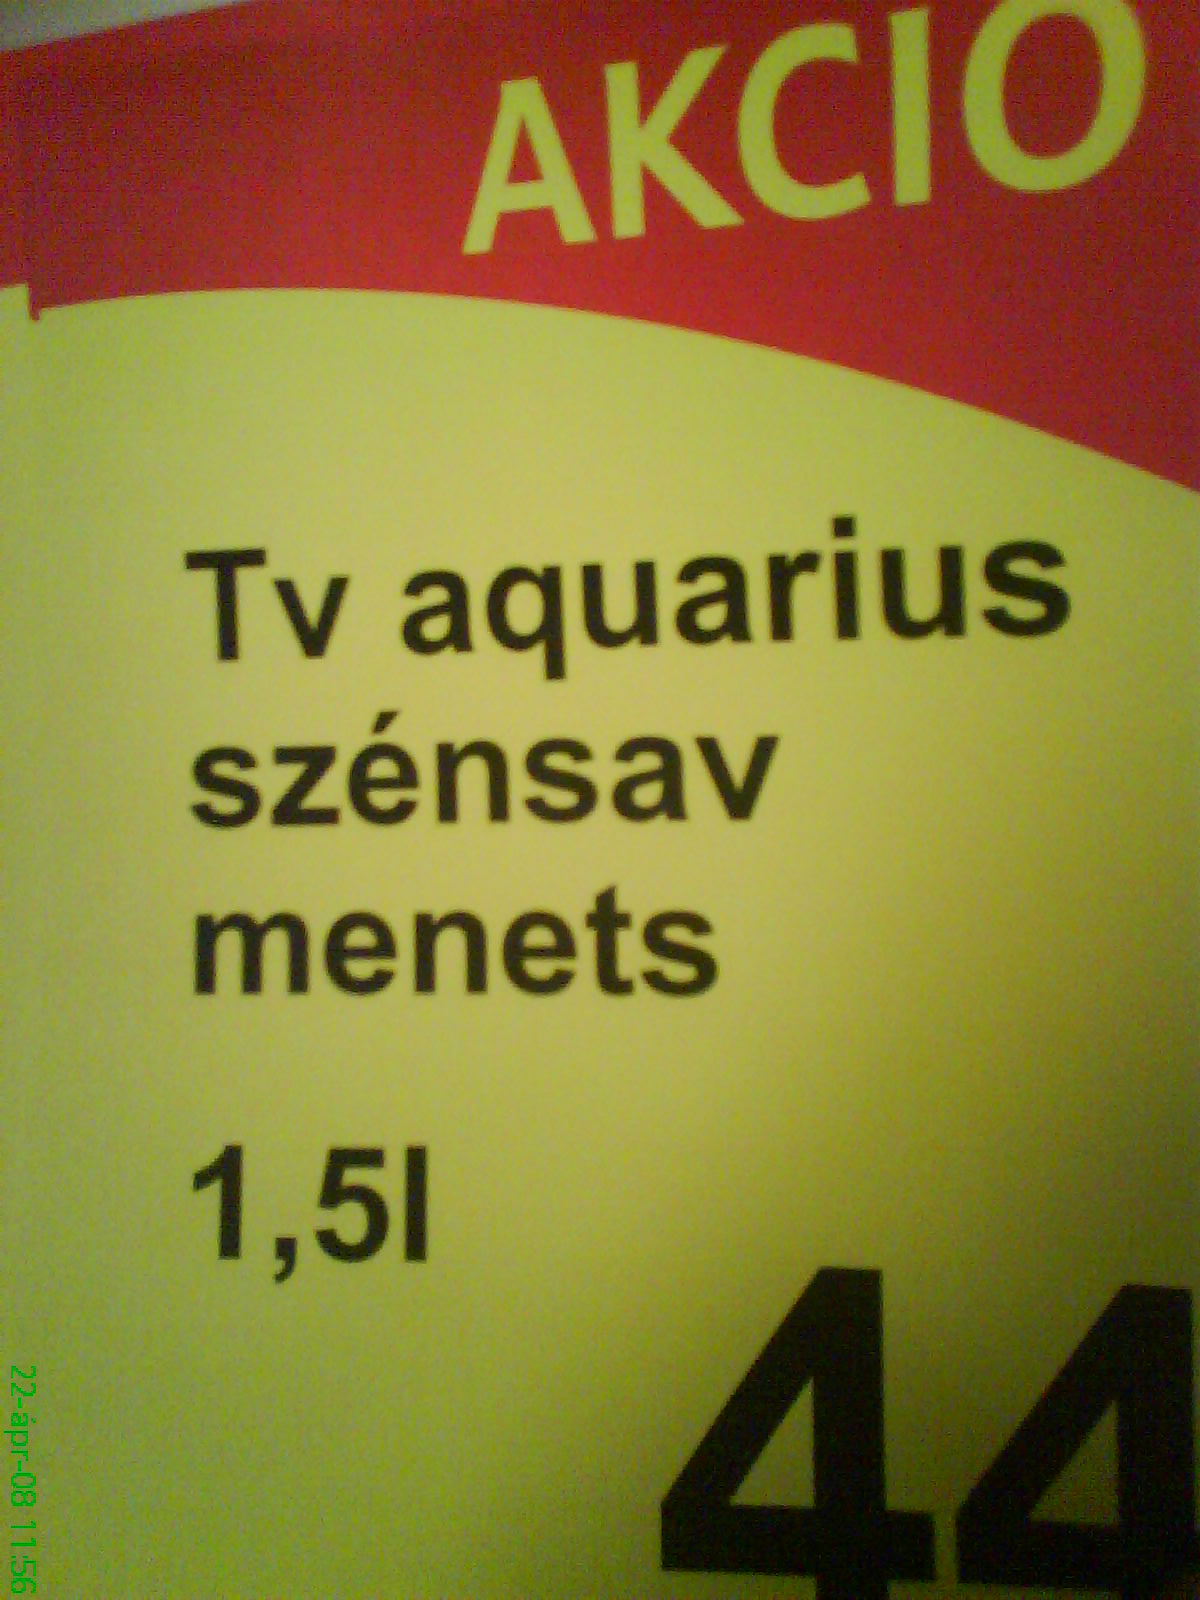 AKCIÓ
Tv aquarius
szénsav
menets
1,5l
44
22-ápr-08 11:56